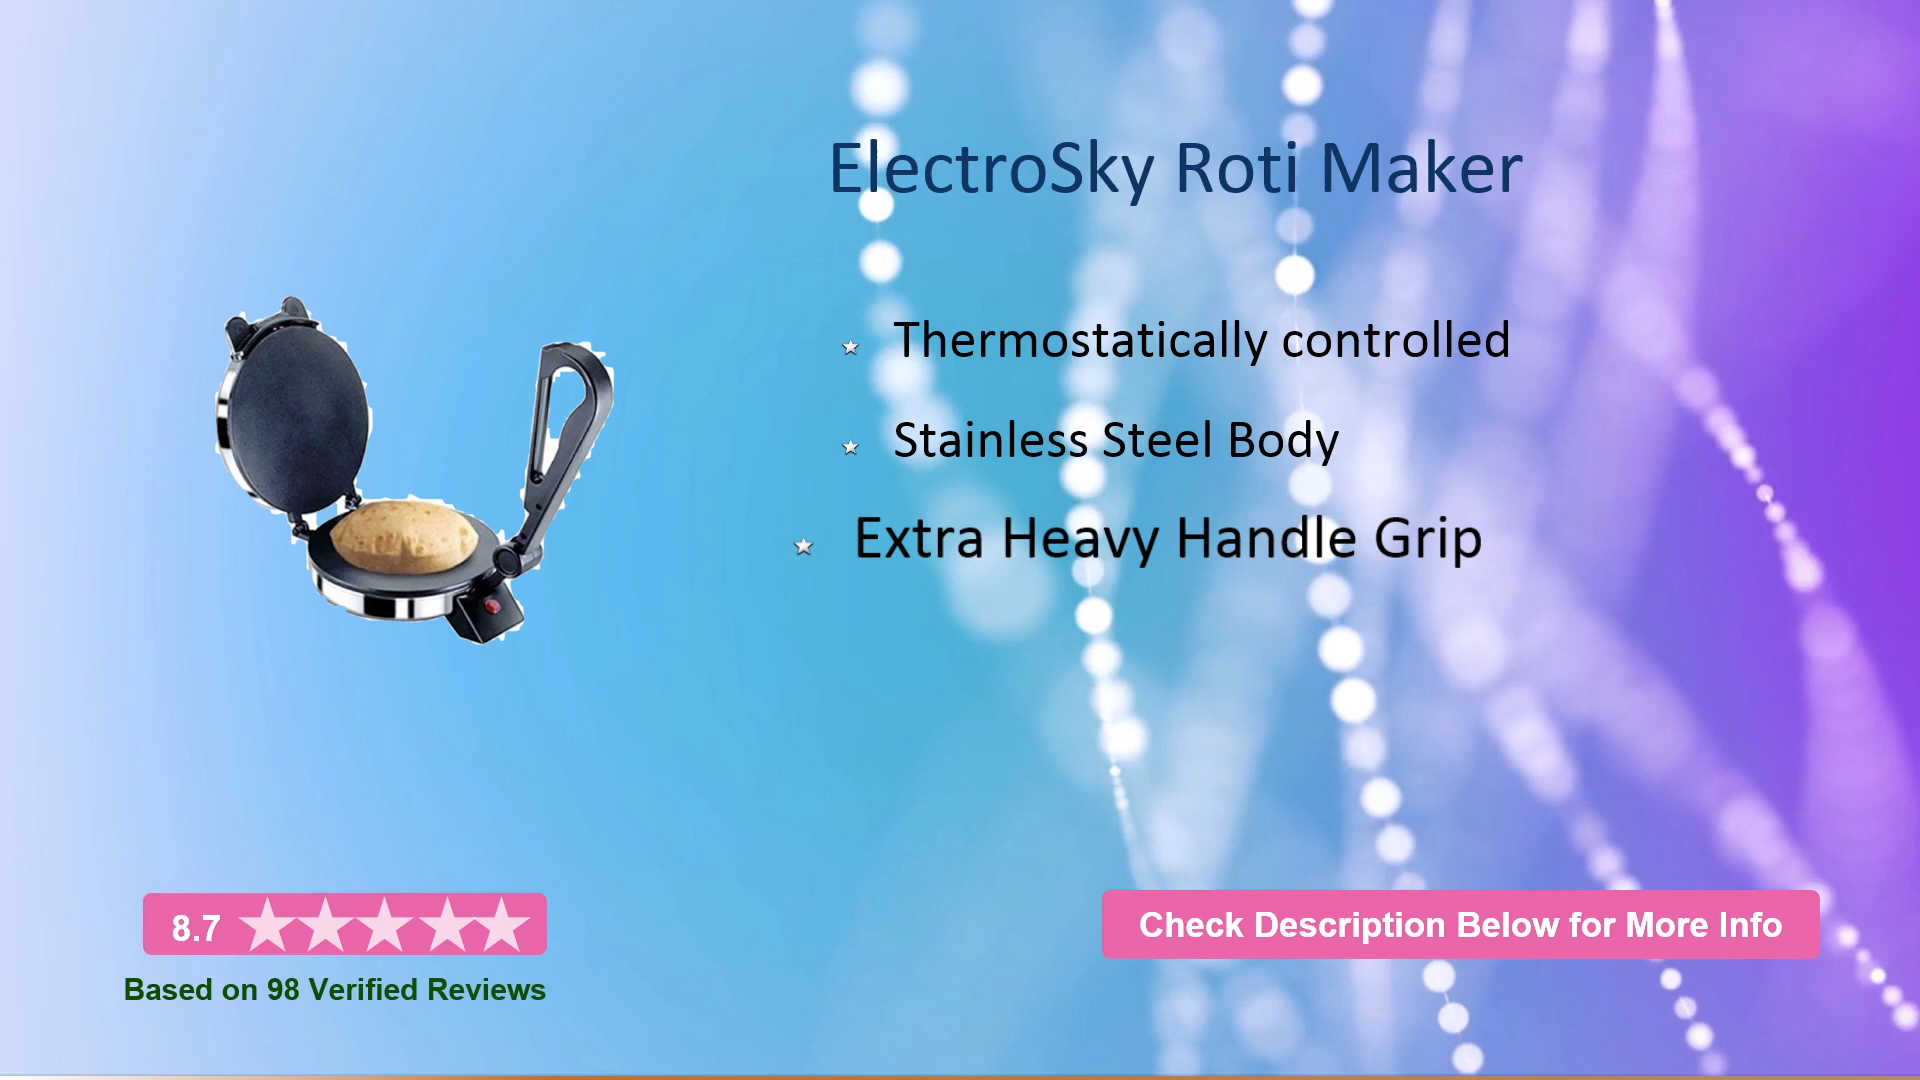 ElectroSky Roti Maker
Thermostatically controlled
Stainless Steel Body
Extra Heavy Handle Grip
8.7
Check Description Below for More Info
Based on 98 Verified Reviews